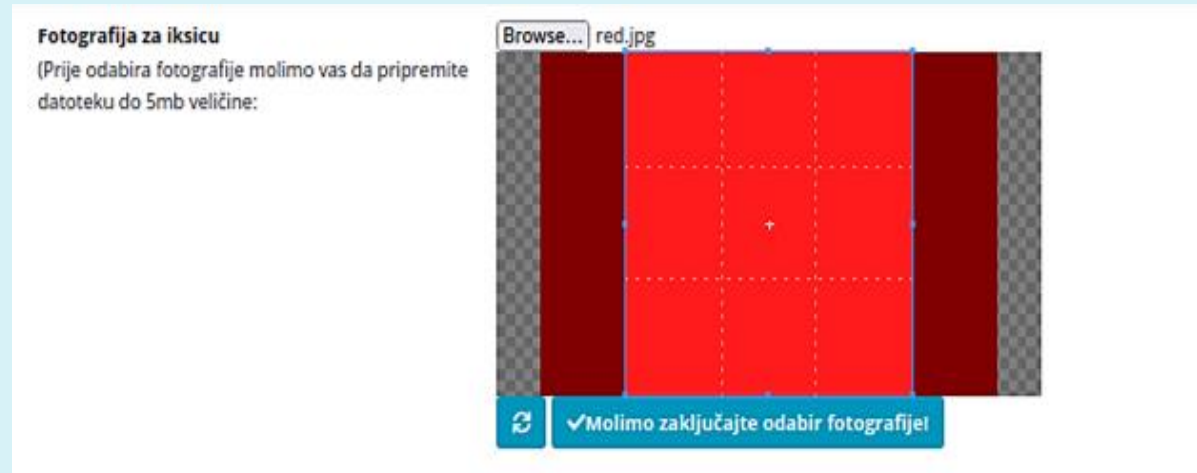 Fotografija za iksicu
(Prije odabira fotografije molimo vas da pripremite
datoteku do 5mb veličine:
Browse... red.jpg
Molimo zaključajte odabir fotografije!